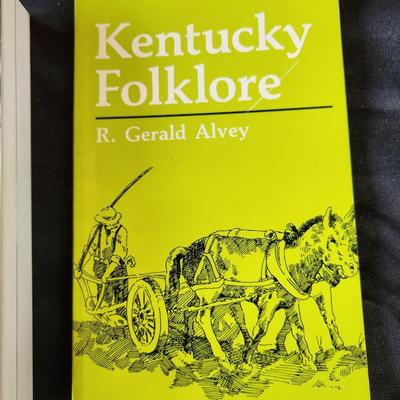 Kentucky
Folklore
R. Gerald Alvey